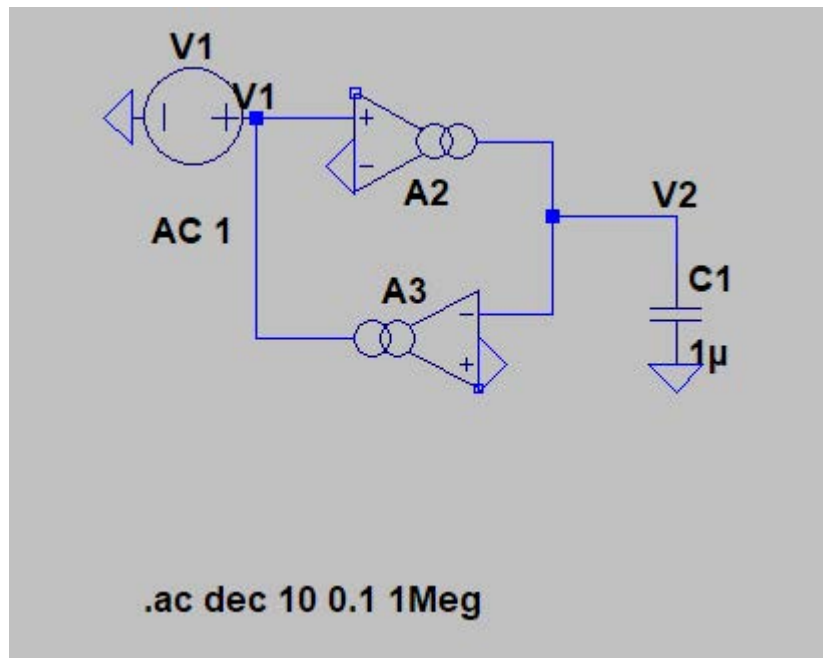 V1
V1
+
-
A2
AC 1
V2
A3
-
+
C1
1µ
.ac dec 10 0.1 1Meg